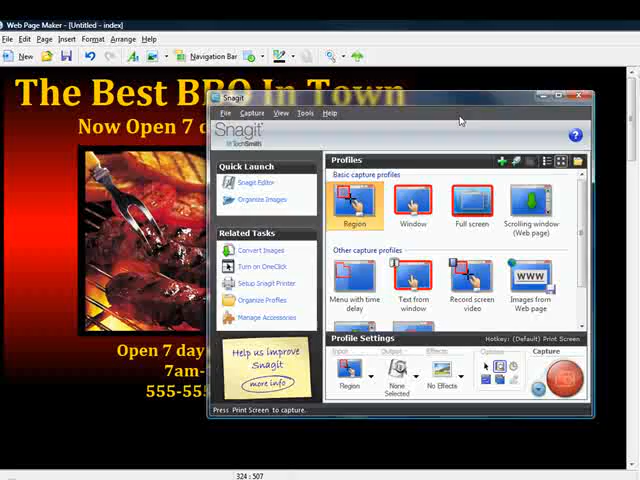 Web Page Maker - [Untitled - index]
File Edit Page Insert Format Arrange Help
New
Navigation Bar
The Best BBQ In Town
Now Open 7 d
Open 7 day
7am-
555-555
Snagit
File Capture View Tools Help
Snagit
TechSmith
Quick Launch
Snagit Editor
Organize Images
Related Tasks
Convert Images
Turn on OneClick
Setup Snagit Printer
Organize Profiles
Manage Accessories
Help us improve
Snagit
more info
Profiles
Basic capture profiles
Region
Window
Full screen
Scrolling window
(Web page)
Other capture profiles
Menu with time
delay
Text from
window
Record screen
video
WWW
Images from
Web page
Profile Settings
Hotkey: (Default) Print Screen
Input:
Region
Output:
None
Selected
Effects:
No Effects
Options:
Capture
Press Print Screen to capture.
324 : 507